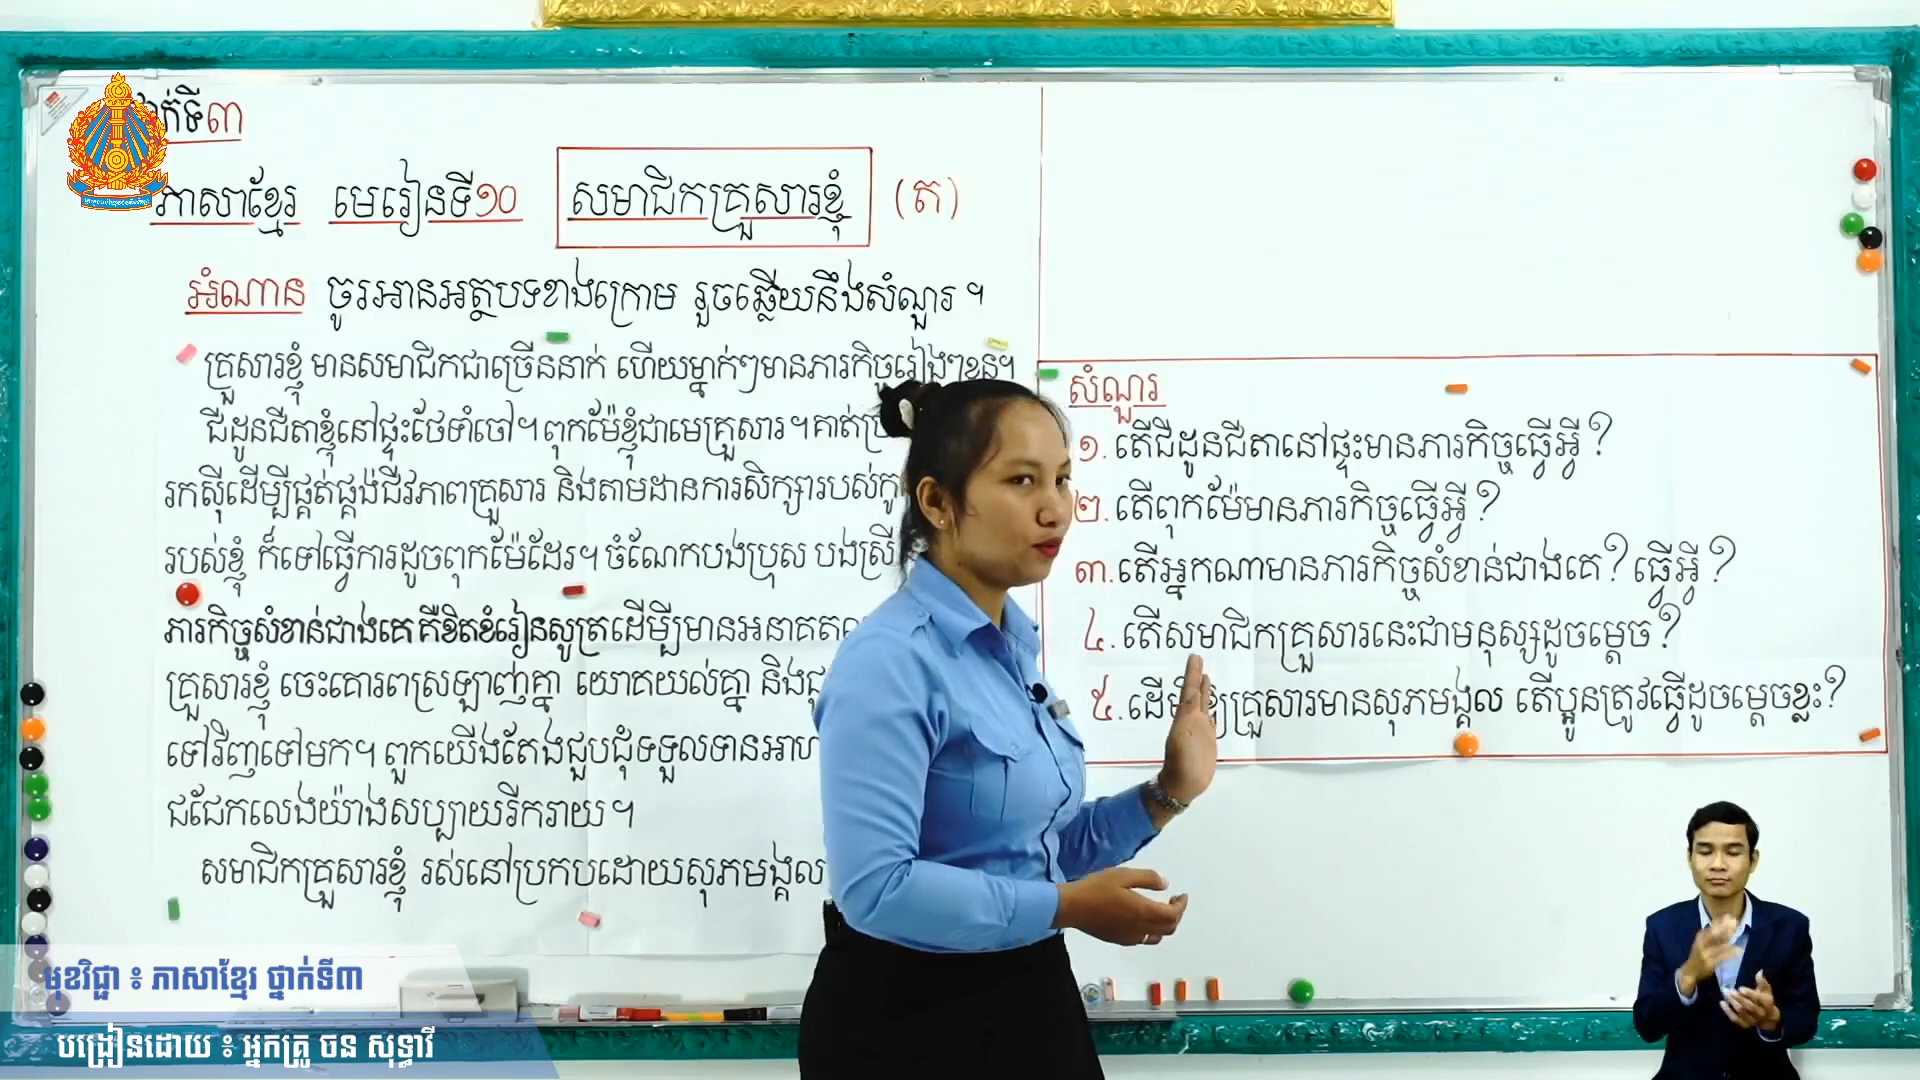 ថ្នាក់ទី៣
ភាសាខ្មែរ មេរៀនទី១០ សមាជិកគ្រួសារខ្ញុំ (ត)
អំណាន ចូរអានអត្ថបទខាងក្រោម រួចឆ្លើយនឹងសំណួរ ។
គ្រួសារខ្ញុំ មានសមាជិកជាច្រើននាក់ ហើយម្នាក់ៗមានភារកិច្ចរៀងៗខ្លួន។
ជីដូនជីតាខ្ញុំនៅផ្ទះថែទាំចៅ។ ពុកម៉ែខ្ញុំជាមេគ្រួសារ ។ គាត់ប្រ
រកស៊ីដើម្បីផ្គត់ផ្គង់ជីវភាពគ្រួសារ និងតាមដានការសិក្សារបស់កូ
របស់ខ្ញុំ ក៏ទៅធ្វើការដូចពុកម៉ែដែរ។ ចំណែកបងប្រុស បងស្រី
ភារកិច្ចសំខាន់ជាងគេ គឺខិតខំរៀនសូត្រដើម្បីមានអនាគតល្អ
គ្រួសារខ្ញុំ ចេះគោរពស្រឡាញ់គ្នា យោគយល់គ្នា និងជួ
ទៅវិញទៅមក។ ពួកយើងតែងជួបជុំទទួលទានអាហ
ជជែកលេងយ៉ាងសប្បាយរីករាយ ។
សមាជិកគ្រួសារខ្ញុំ រស់នៅប្រកបដោយសុភមង្គល
សំណួរ
១. តើជីដូនជីតានៅផ្ទះមានភារកិច្ចធ្វើអ្វី ?
២. តើពុកម៉ែមានភារកិច្ចធ្វើអ្វី ?
៣. តើអ្នកណាមានភារកិច្ចសំខាន់ជាងគេ ? ធ្វើអ្វី ?
៤. តើសមាជិកគ្រួសារនេះជាមនុស្សដូចម្ដេច ?
៥. ដើម្បីឱ្យគ្រួសារមានសុភមង្គល តើប្អូនត្រូវធ្វើដូចម្ដេចខ្លះ ?
មុខវិជ្ជា ៖ ភាសាខ្មែរ ថ្នាក់ទី៣
បង្រៀនដោយ ៖ អ្នកគ្រូ ចន សុទ្ធាវី